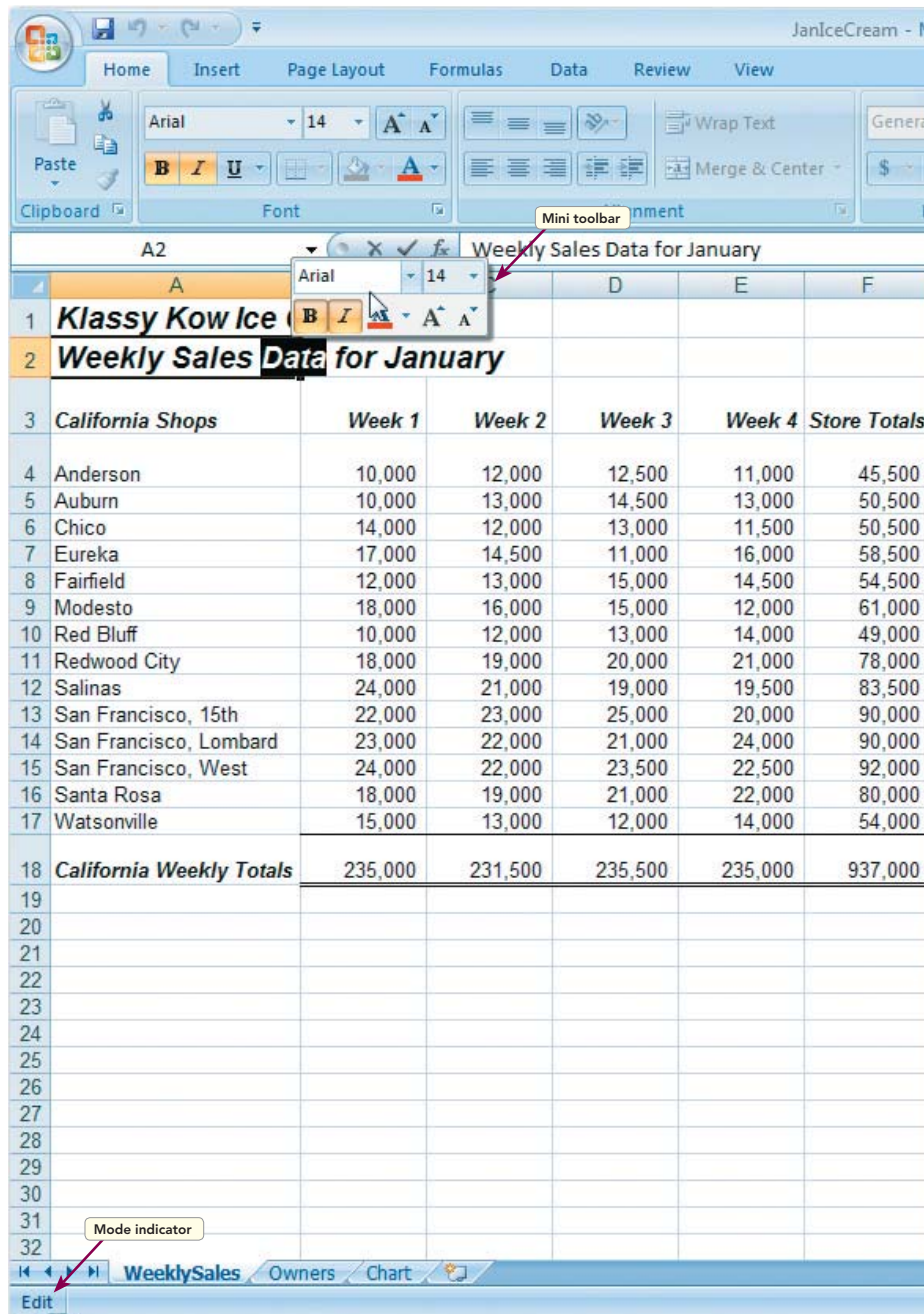 JanIceCream -
Home Insert Page Layout Formulas Data Review View
Arial 14 A A Wrap Text
Paste B I U A Merge & Center $
Clipboard Font
Mini toolbar
A2 fx Weekly Sales Data for January
Arial 14
B I A A A
A D E F
1 Klassy Kow Ice
2 Weekly Sales Data for January
3 California Shops Week 1 Week 2 Week 3 Week 4 Store Totals
4 Anderson 10,000 12,000 12,500 11,000 45,500
5 Auburn 10,000 13,000 14,500 13,000 50,500
6 Chico 14,000 12,000 13,000 11,500 50,500
7 Eureka 17,000 14,500 11,000 16,000 58,500
8 Fairfield 12,000 13,000 15,000 14,500 54,500
9 Modesto 18,000 16,000 15,000 12,000 61,000
10 Red Bluff 10,000 12,000 13,000 14,000 49,000
11 Redwood City 18,000 19,000 20,000 21,000 78,000
12 Salinas 24,000 21,000 19,000 19,500 83,500
13 San Francisco, 15th 22,000 23,000 25,000 20,000 90,000
14 San Francisco, Lombard 23,000 22,000 21,000 24,000 90,000
15 San Francisco, West 24,000 22,000 23,500 22,500 92,000
16 Santa Rosa 18,000 19,000 21,000 22,000 80,000
17 Watsonville 15,000 13,000 12,000 14,000 54,000
18 California Weekly Totals 235,000 231,500 235,500 235,000 937,000
19
20
21
22
23
24
25
26
27
28
29
30
31
Mode indicator
32
WeeklySales Owners Chart
Edit